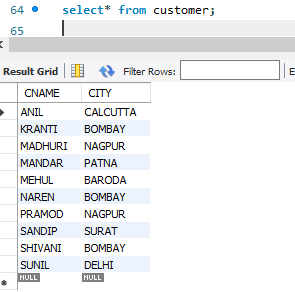 64 select* from customer;
65
Result Grid Filter Rows: E
CNAME CITY
ANIL CALCUTTA
KRANTI BOMBAY
MADHURI NAGPUR
MANDAR PATNA
MEHUL BARODA
NAREN BOMBAY
PRAMOD NAGPUR
SANDIP SURAT
SHIVANI BOMBAY
SUNIL DELHI
NULL NULL